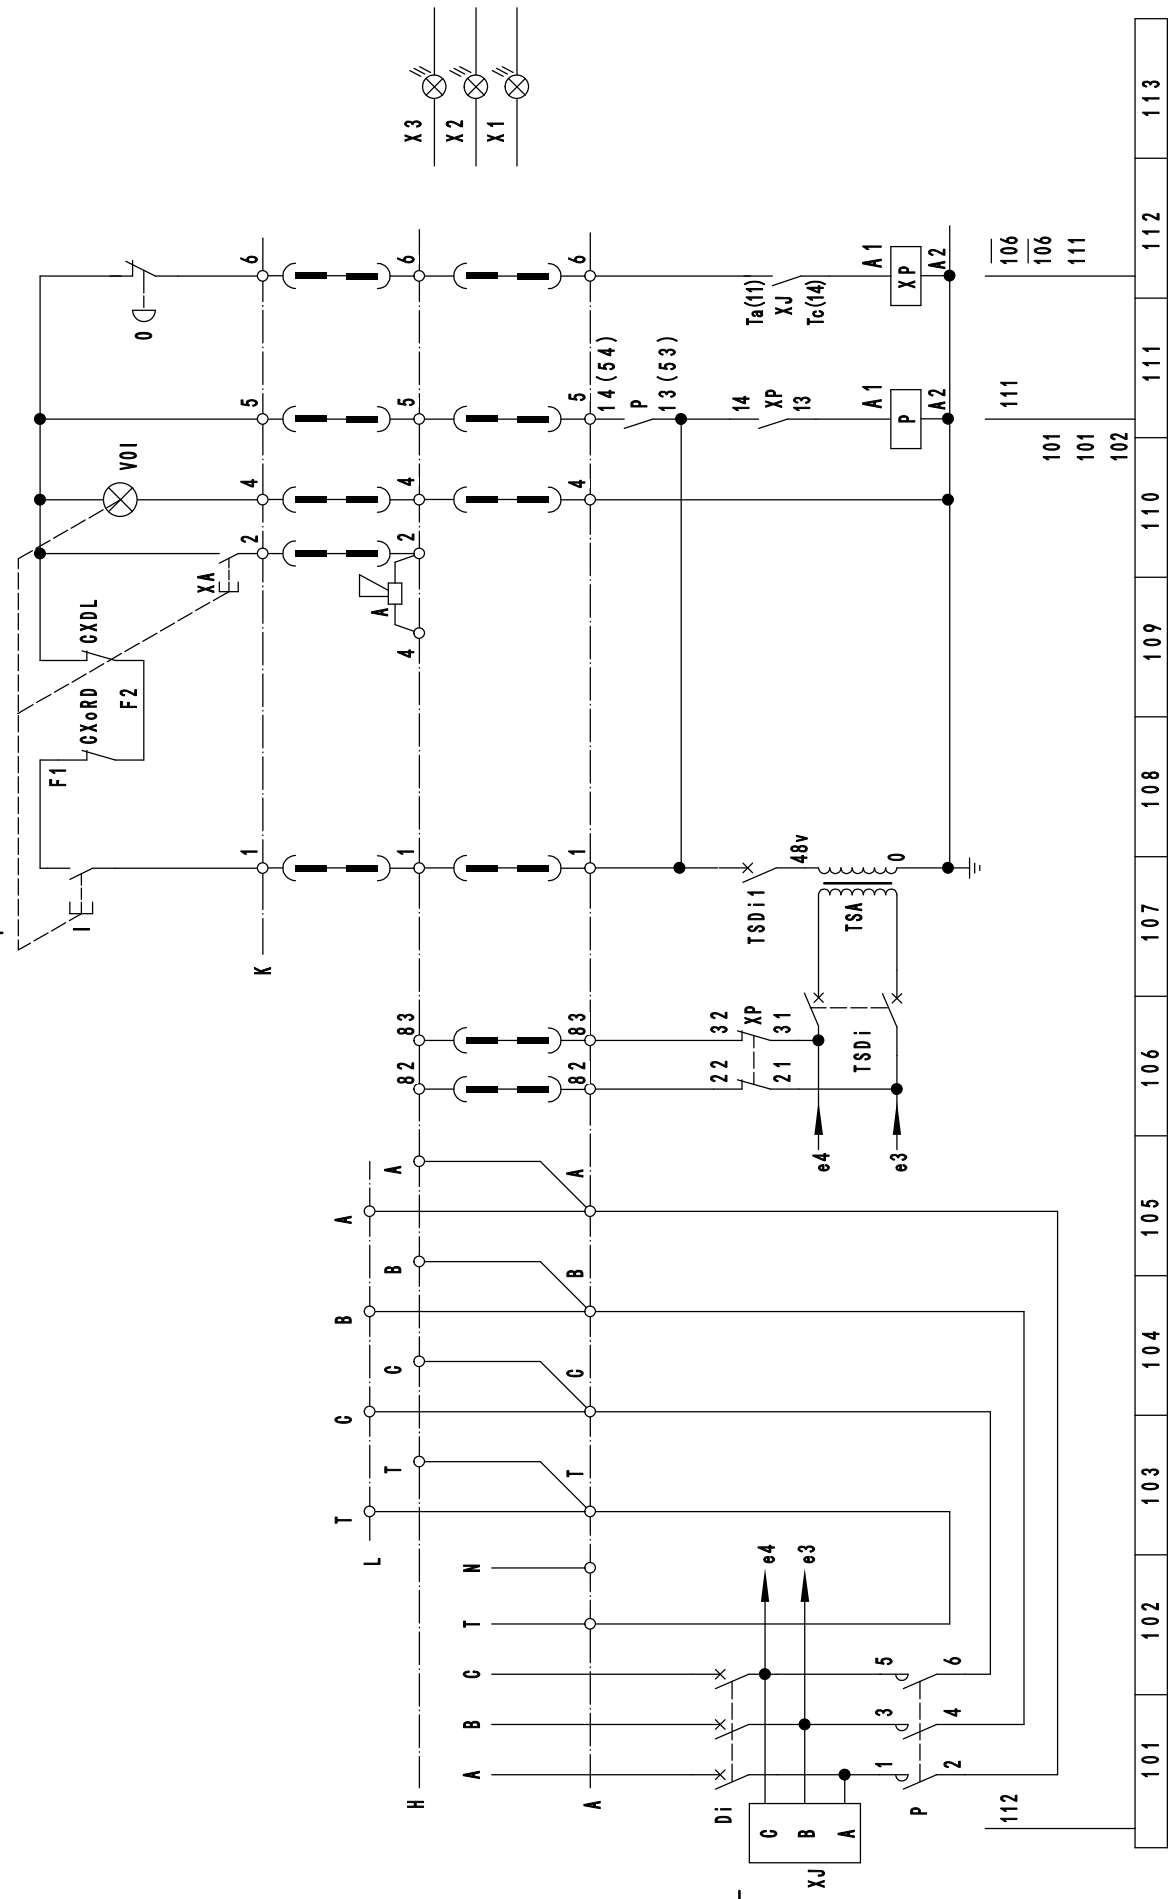 X3
X2
X1
O
6
6
6
Ta(11)
XJ
Tc(14)
A1
XP
A2
106
106
111
5
5
5
14(54)
P
13(53)
14
XP
13
A1
P
A2
111
101
101
102
VOI
4
4
4
XA
2
2
A
4
CXDL
CXoRD
F2
F1
I
1
1
1
K
TSDi1
48v
0
TSA
83
83
32
XP
31
82
82
22
21
TSDi
e4
e3
A
A
A
B
B
B
C
C
C
T
T
T
L
N
T
C
B
A
H
A
e4
e3
Di
5
6
3
4
1
2
P
C
B
A
XJ
112
101
102
103
104
105
106
107
108
109
110
111
112
113